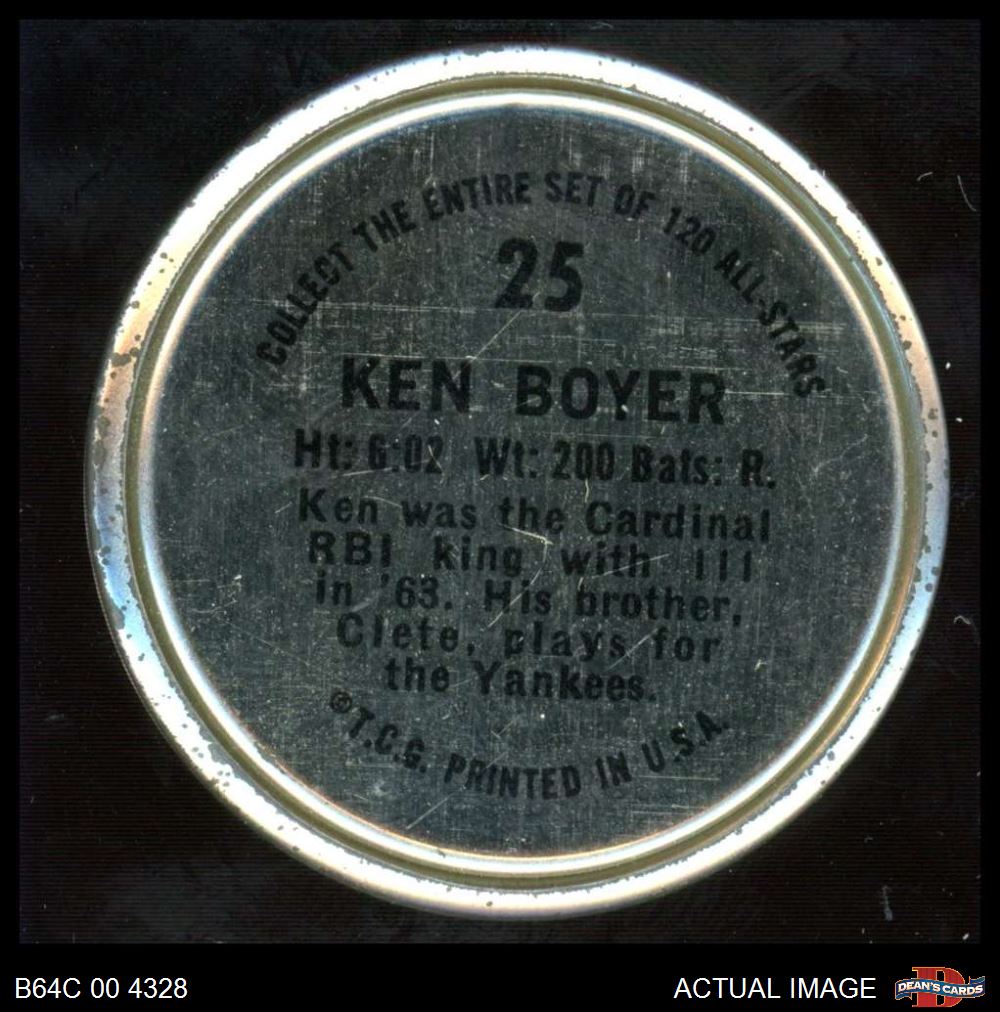 COLLECT THE ENTIRE SET OF 120 ALL-STARS
25
KEN BOYER
Ht: 6:02 Wt: 200 Bats: R.
Ken was the Cardinal
RBI king with 111
in '63. His brother,
Clete, plays for
the Yankees.
©T.C.G. PRINTED IN U.S.A.
B64C 00 4328
ACTUAL IMAGE
D
DEAN'S CARDS